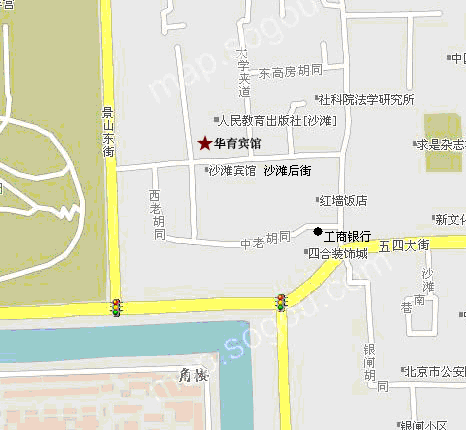 宫
map.sogou.com
大学夹道
东高房胡同
中国
社科院法学研究所
景山东街
人民教育出版社[沙滩]
华育宾馆
求是杂志
沙滩宾馆
沙滩后街
西老胡同
红墙饭店
新文化
工商银行
中老胡同
五四大街
四合装饰城
沙滩南巷
map.sogou.com
银闸胡同
角楼
北京市公安
银闸小区